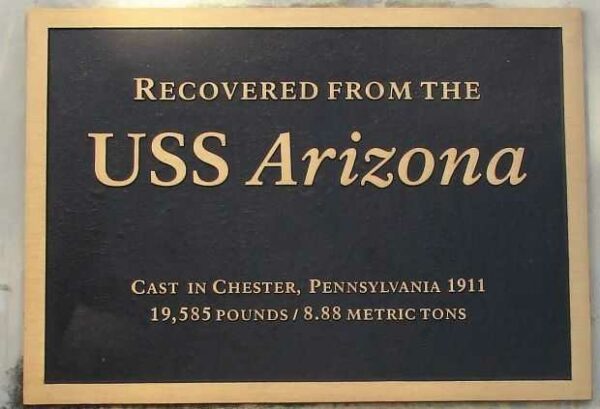 RECOVERED FROM THE
USS Arizona
CAST IN CHESTER, PENNSYLVANIA 1911
19,585 POUNDS / 8.88 METRIC TONS